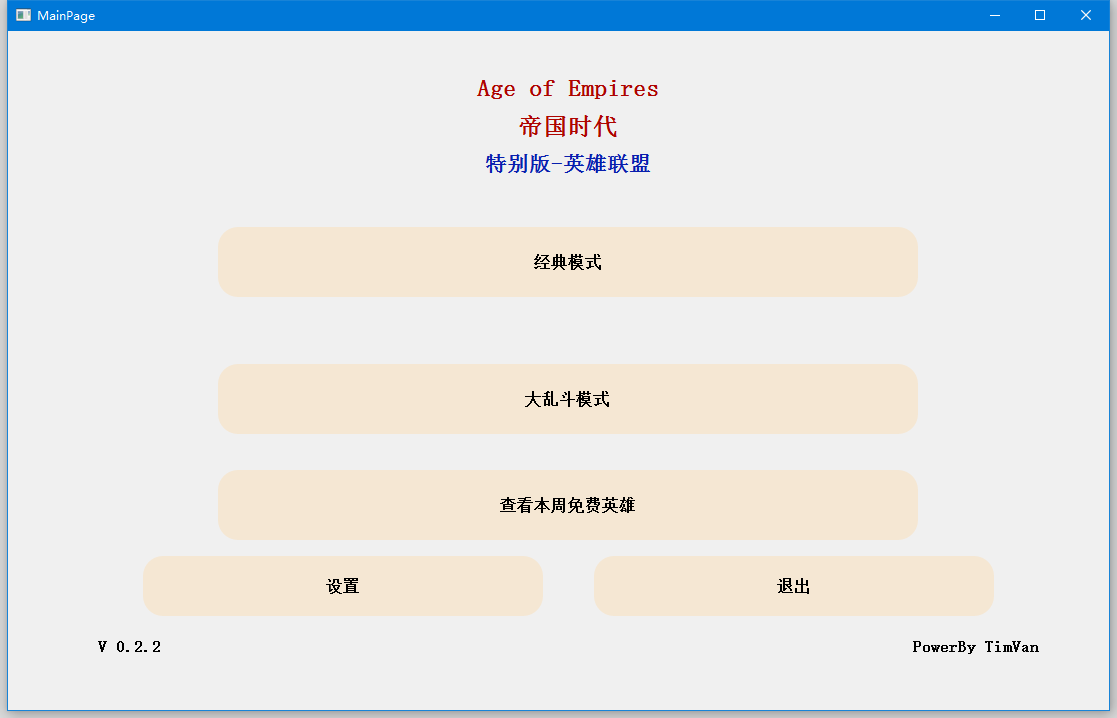 MainPage
Age of Empires
帝国时代
特别版-英雄联盟
经典模式
大乱斗模式
查看本周免费英雄
设置
退出
V 0.2.2
PowerBy TimVan